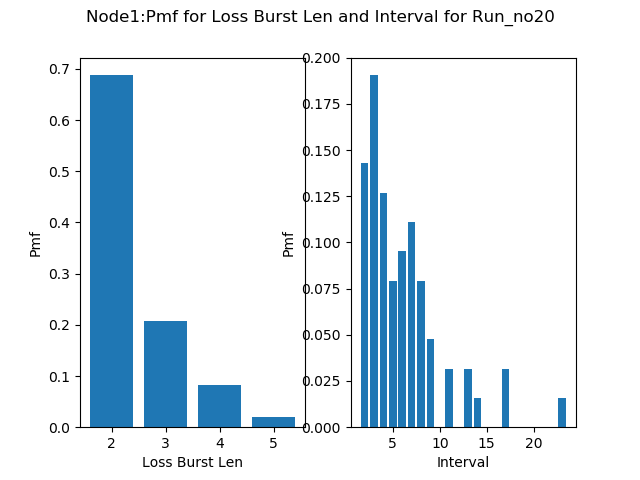 Node1:Pmf for Loss Burst Len and Interval for Run_no20
0.7
0.6
0.5
0.4
0.3
0.2
0.1
0.0
Pmf
2 3 4 5
Loss Burst Len
0.200
0.175
0.150
0.125
0.100
0.075
0.050
0.025
0.000
Pmf
5 10 15 20
Interval